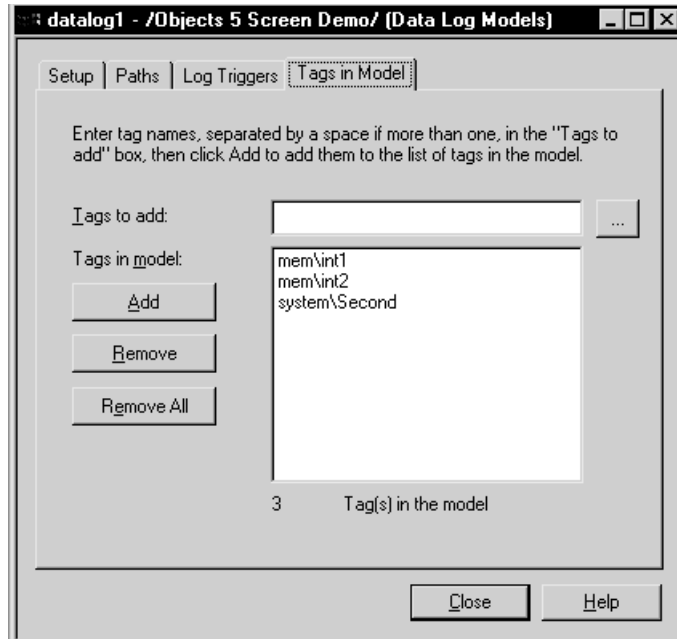 datalog1 - /Objects 5 Screen Demo/ (Data Log Models)
Setup Paths Log Triggers Tags in Model
Enter tag names, separated by a space if more than one, in the "Tags to
add" box, then click Add to add them to the list of tags in the model.
Tags to add:
...
Tags in model:
mem\int1
mem\int2
system\Second
Add
Remove
Remove All
3 Tag(s) in the model
Close Help